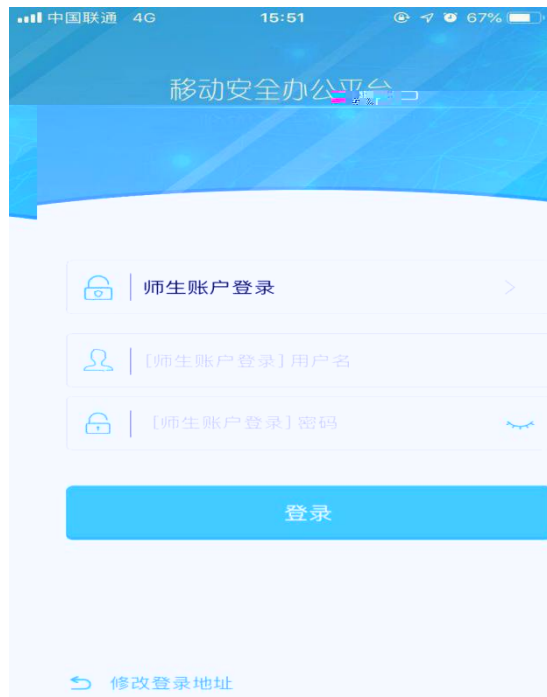 中国联通 4G 15:51 67%
移动安全办公平台
师生账户登录
[师生账户登录]用户名
[师生账户登录]密码
登录
修改登录地址